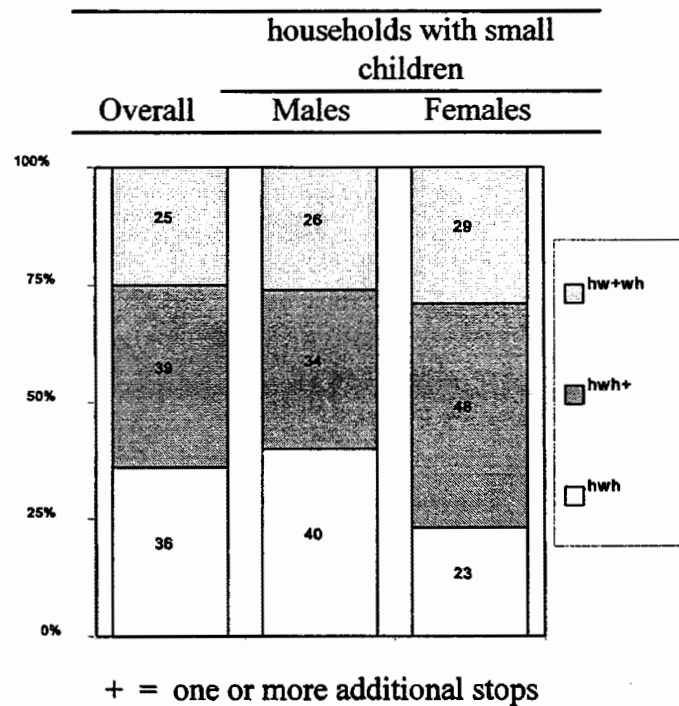 households with small
children
Overall Males Females
100%
75%
50%
25%
0%
25
39
36
26
34
40
29
48
23
hw+wh
hwh+
hwh
+ = one or more additional stops